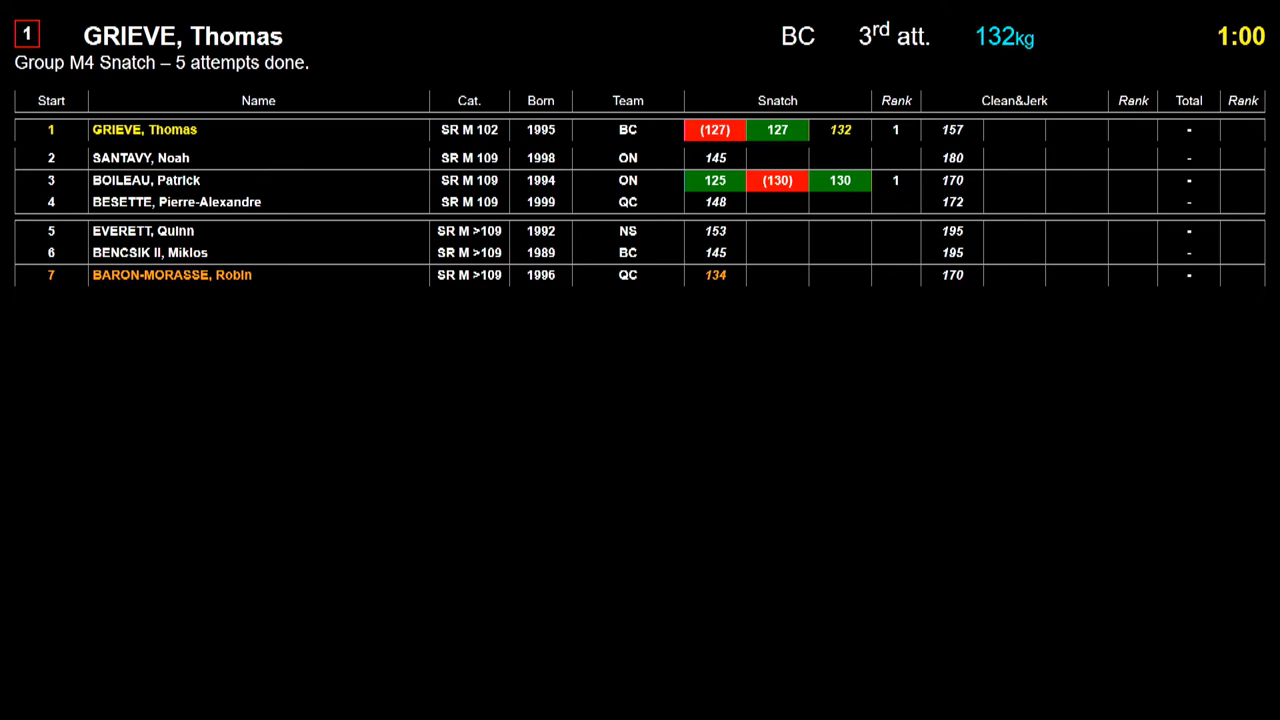 1 GRIEVE, Thomas BC 3rd att. 132kg 1:00
Group M4 Snatch – 5 attempts done.
Start Name Cat. Born Team Snatch Rank Clean&Jerk Rank Total Rank
1 GRIEVE, Thomas SR M 102 1995 BC (127) 127 132 1 157 -
2 SANTAVY, Noah SR M 109 1998 ON 145 180 -
3 BOILEAU, Patrick SR M 109 1994 ON 125 (130) 130 1 170 -
4 BESETTE, Pierre-Alexandre SR M 109 1999 QC 148 172 -
5 EVERETT, Quinn SR M >109 1992 NS 153 195 -
6 BENCSIK II, Miklos SR M >109 1989 BC 145 195 -
7 BARON-MORASSE, Robin SR M >109 1996 QC 134 170 -